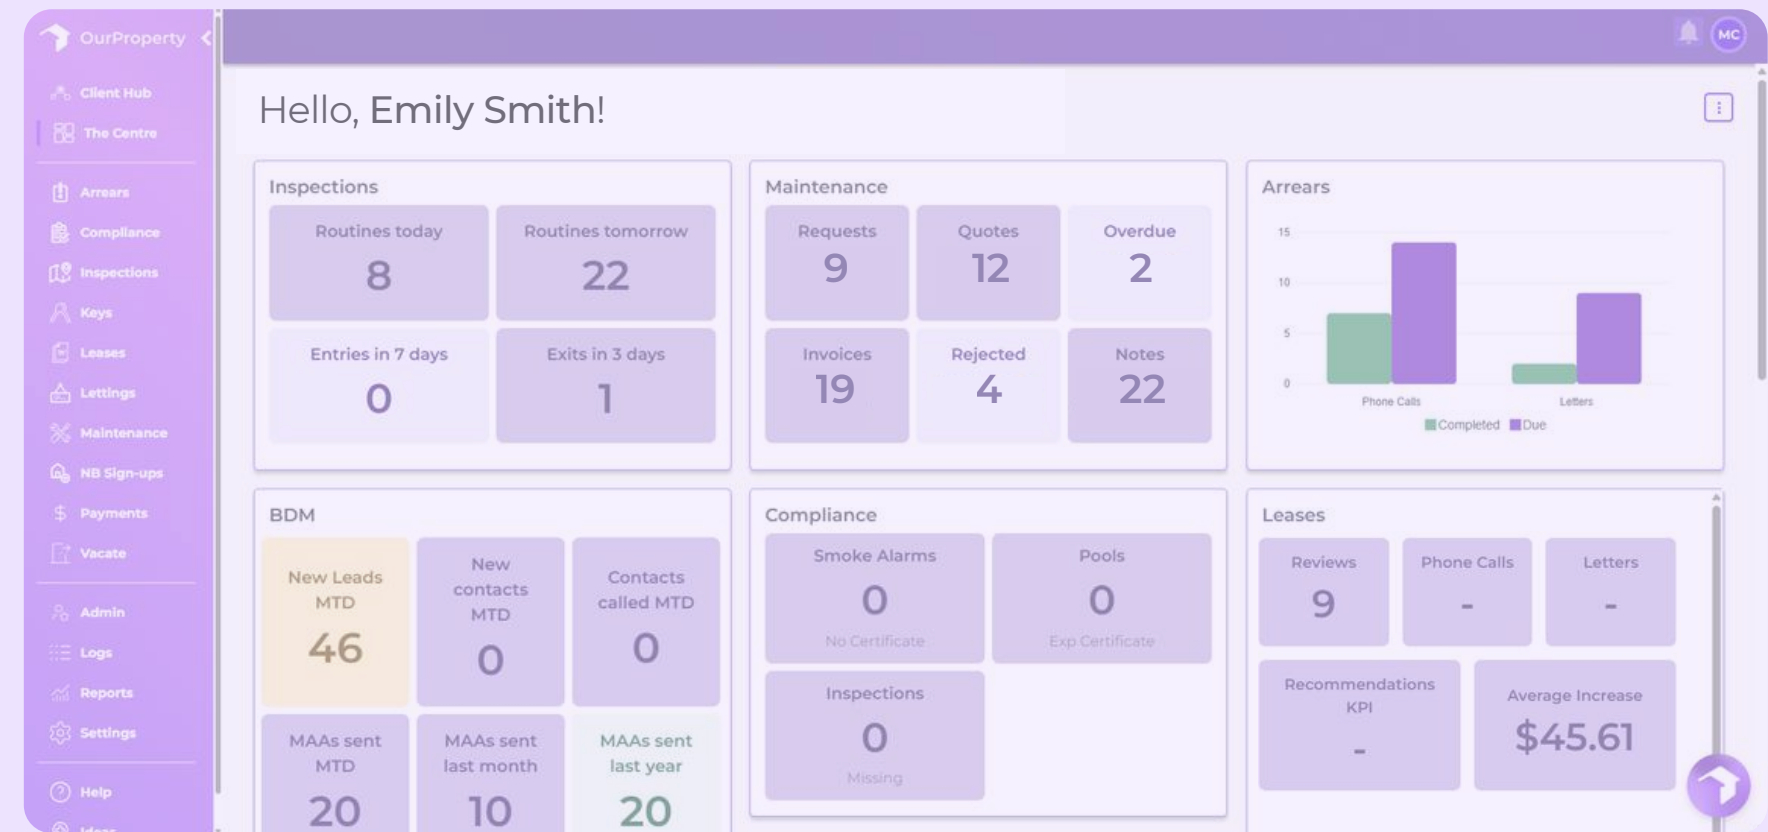 OurProperty
MC
Client Hub
The Centre
Arrears
Compliance
Inspections
Keys
Leases
Lettings
Maintenance
NB Sign-ups
Payments
Vacate
Admin
Logs
Reports
Settings
Help
Ideas
Hello, Emily Smith!
Inspections
Routines today
8
Routines tomorrow
22
Entries in 7 days
0
Exits in 3 days
1
Maintenance
Requests
9
Quotes
12
Overdue
2
Invoices
19
Rejected
4
Notes
22
Arrears
15
10
5
0
Phone Calls
Letters
Completed
Due
BDM
New Leads
MTD
46
New
contacts
MTD
0
Contacts
called MTD
0
MAAs sent
MTD
20
MAAs sent
last month
10
MAAs sent
last year
20
Compliance
Smoke Alarms
0
No Certificate
Pools
0
Exp Certificate
Inspections
0
Missing
Leases
Reviews
9
Phone Calls
-
Letters
-
Recommendations
KPI
-
Average Increase
$45.61